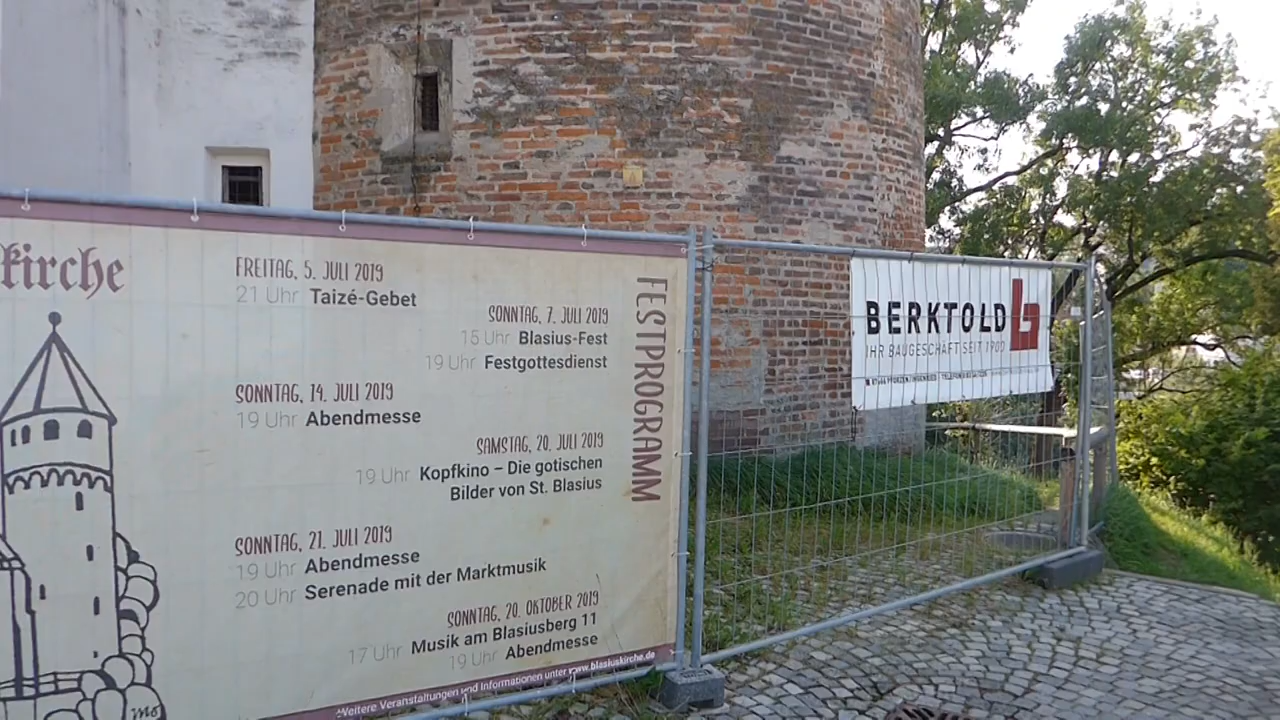 kirche
FREITAG, 5. JULI 2019
21 Uhr Taizé-Gebet
SONNTAG, 7. JULI 2019
15 Uhr Blasius-Fest
19 Uhr Festgottesdienst
SONNTAG, 14. JULI 2019
19 Uhr Abendmesse
SAMSTAG, 20. JULI 2019
19 Uhr Kopfkino – Die gotischen
Bilder von St. Blasius
SONNTAG, 21. JULI 2019
19 Uhr Abendmesse
20 Uhr Serenade mit der Marktmusik
SONNTAG, 20. OKTOBER 2019
17 Uhr Musik am Blasiusberg 11
19 Uhr Abendmesse
Weitere Veranstaltungen und Informationen unter www.blasiuskirche.de
FESTPROGRAMM
BERKTOLD
IHR BAUGESCHÄFT SEIT 1900